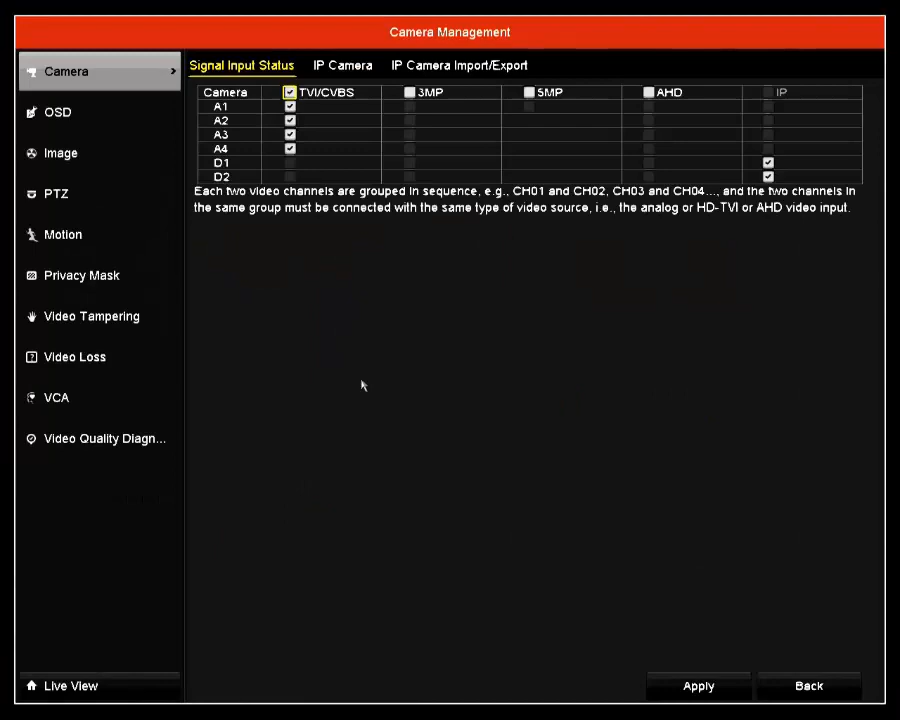 Camera Management
Camera
OSD
Image
PTZ
Motion
Privacy Mask
Video Tampering
Video Loss
VCA
Video Quality Diagn...
Live View
Signal Input Status IP Camera IP Camera Import/Export
Camera TVI/CVBS 3MP 5MP AHD IP
A1
A2
A3
A4
D1
D2
Each two video channels are grouped in sequence, e.g., CH01 and CH02, CH03 and CH04..., and the two channels in
the same group must be connected with the same type of video source, i.e., the analog or HD-TVI or AHD video input.
Apply Back